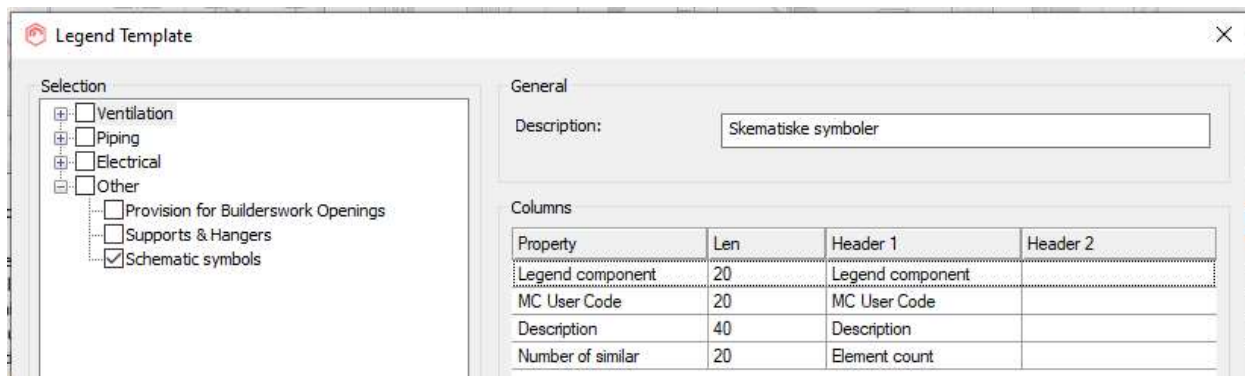 Legend Template
Selection
Ventilation
Piping
Electrical
Other
Provision for Builderswork Openings
Supports & Hangers
Schematic symbols
General
Description: Skematiske symboler
Columns
Property Len Header 1 Header 2
Legend component 20 Legend component
MC User Code 20 MC User Code
Description 40 Description
Number of similar 20 Element count